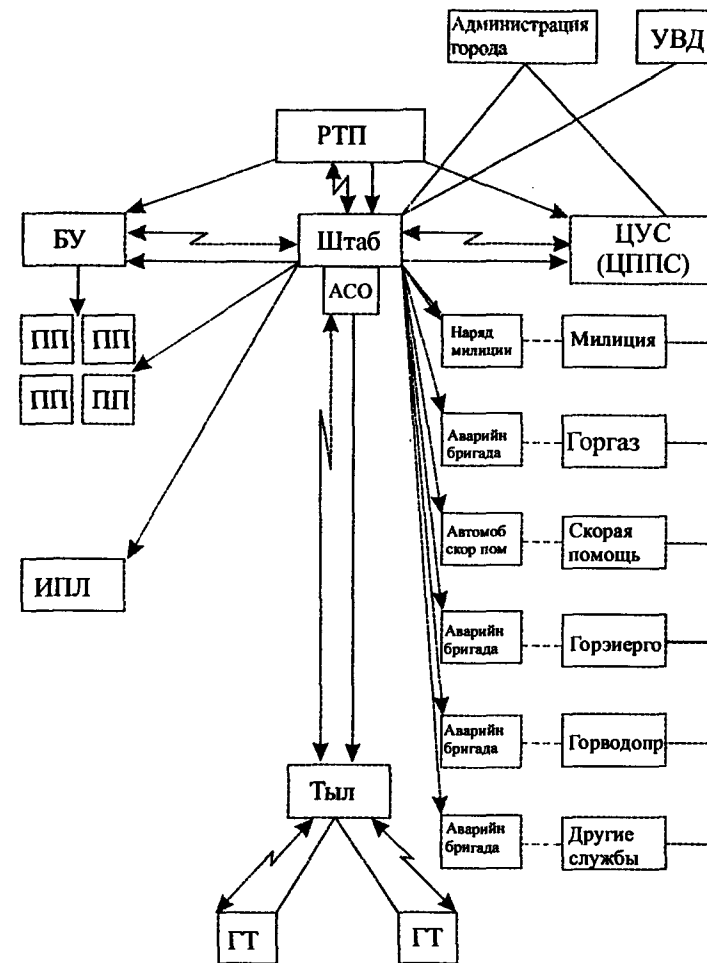 Администрация
города
УВД
РТП
БУ
Штаб
ЦУС
(ЦППС)
АСО
ПП ПП
ПП ПП
Наряд
милиции
Милиция
Аварийн
бригада
Горгаз
Автомоб
скор пом
Скорая
помощь
ИПЛ
Аварийн
бригада
Горэиерго
Аварийн
бригада
Горводопр
Тыл
Аварийн
бригада
Другие
службы
ГТ
ГТ